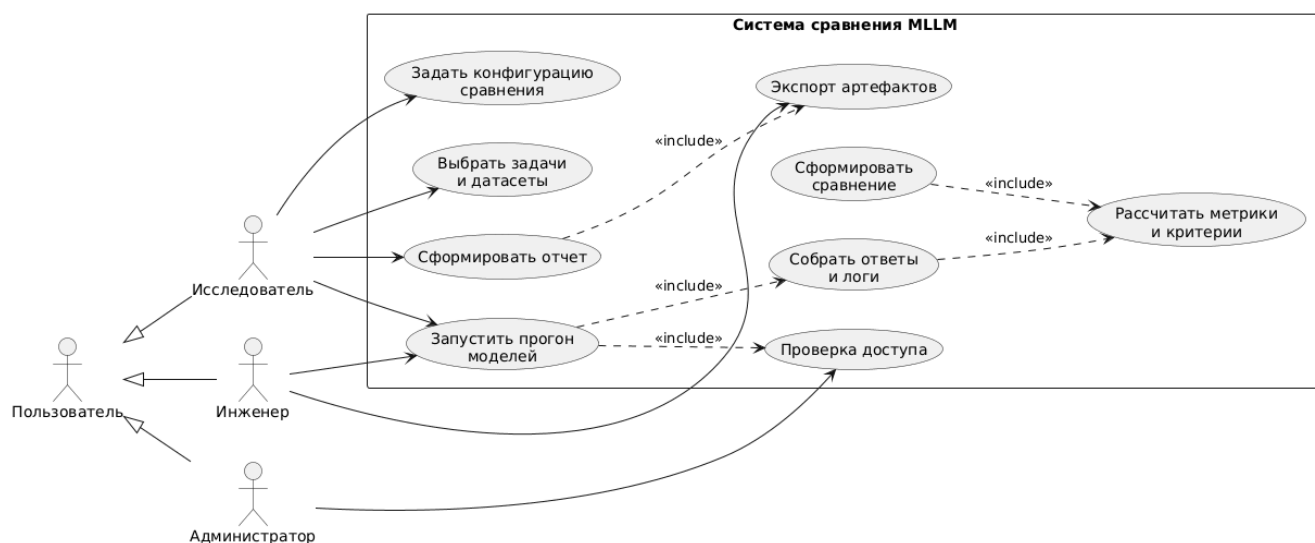 Система сравнения MLLM
Задать конфигурацию
сравнения
Экспорт артефактов
«include»
Выбрать задачи
и датасеты
Сформировать
сравнение
«include»
Рассчитать метрики
и критерии
Сформировать отчет
Собрать ответы
и логи
«include»
Исследователь
«include»
Запустить прогон
моделей
«include»
Проверка доступа
Пользователь
Инженер
Администратор